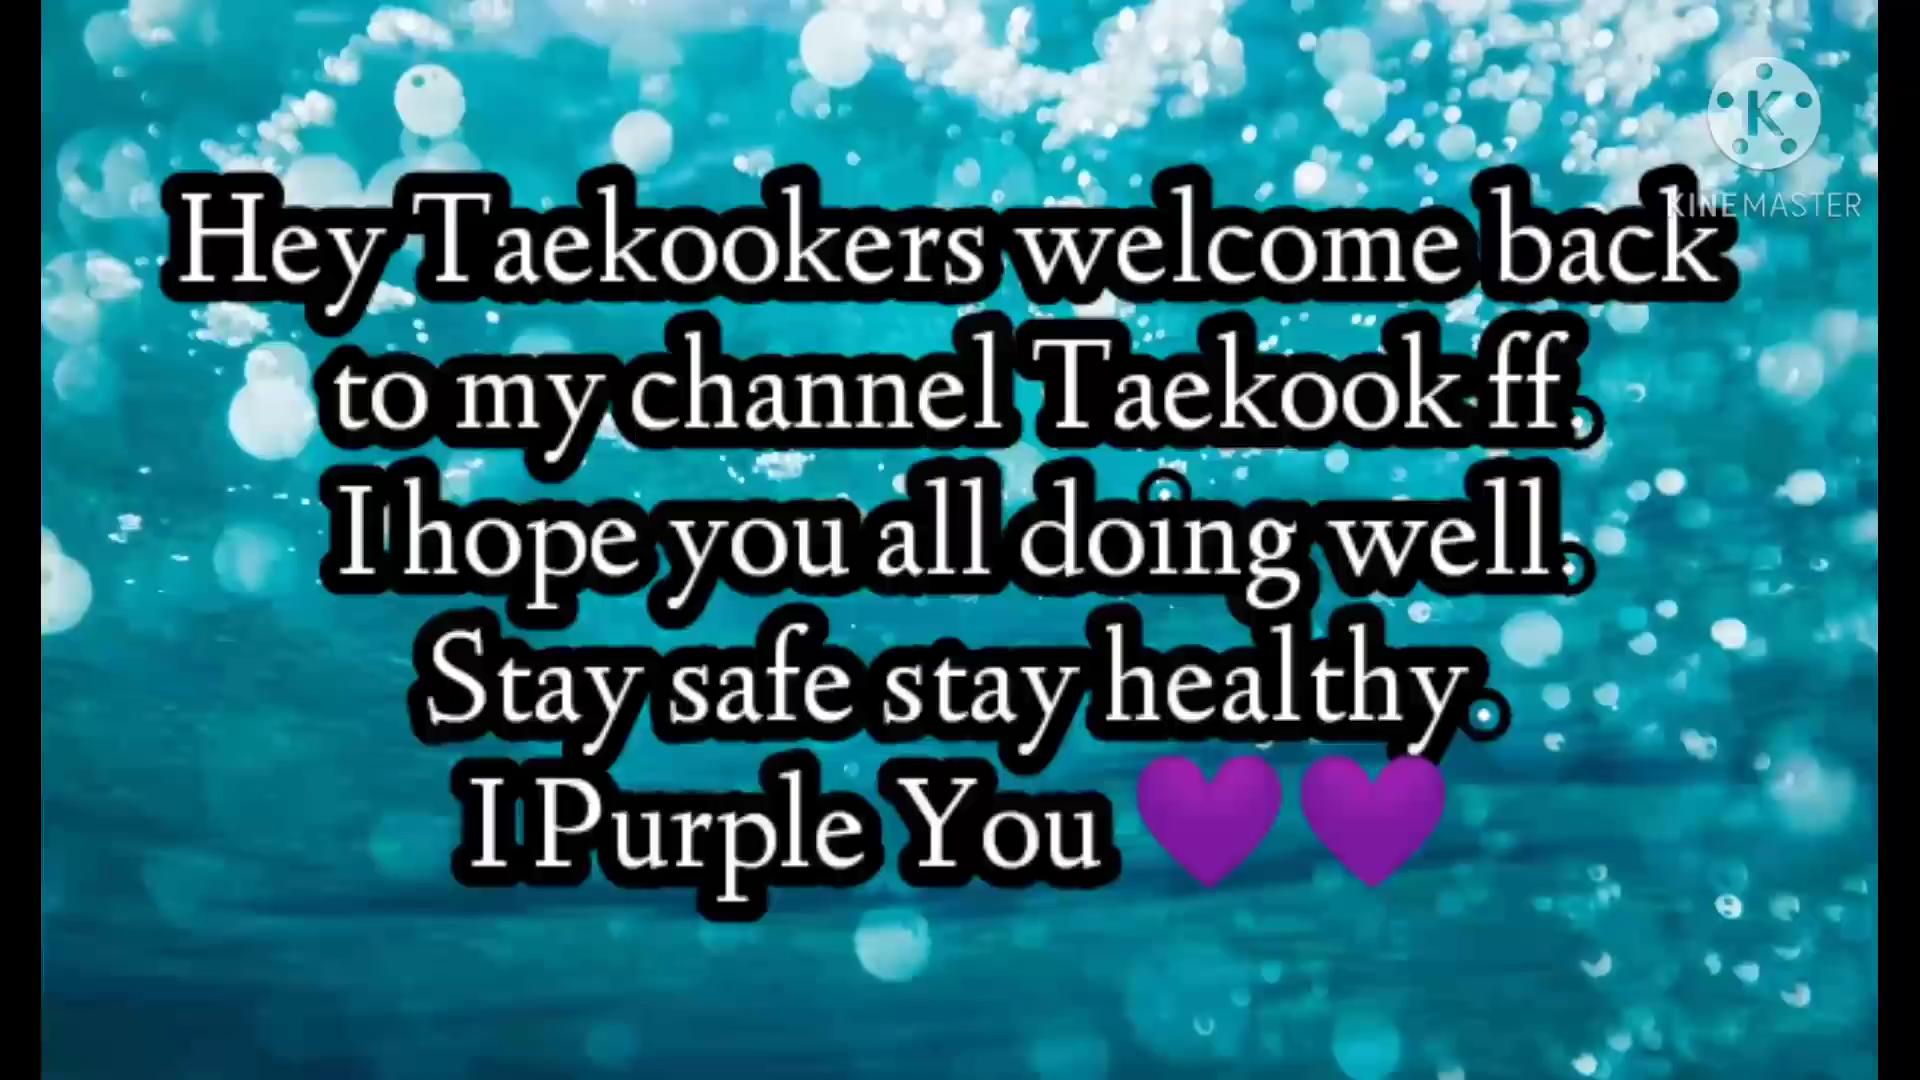 K
KINEMASTER
Hey Taekookers welcome back
to my channel Taekook ff.
I hope you all doing well.
Stay safe stay healthy.
I Purple You 💜💜